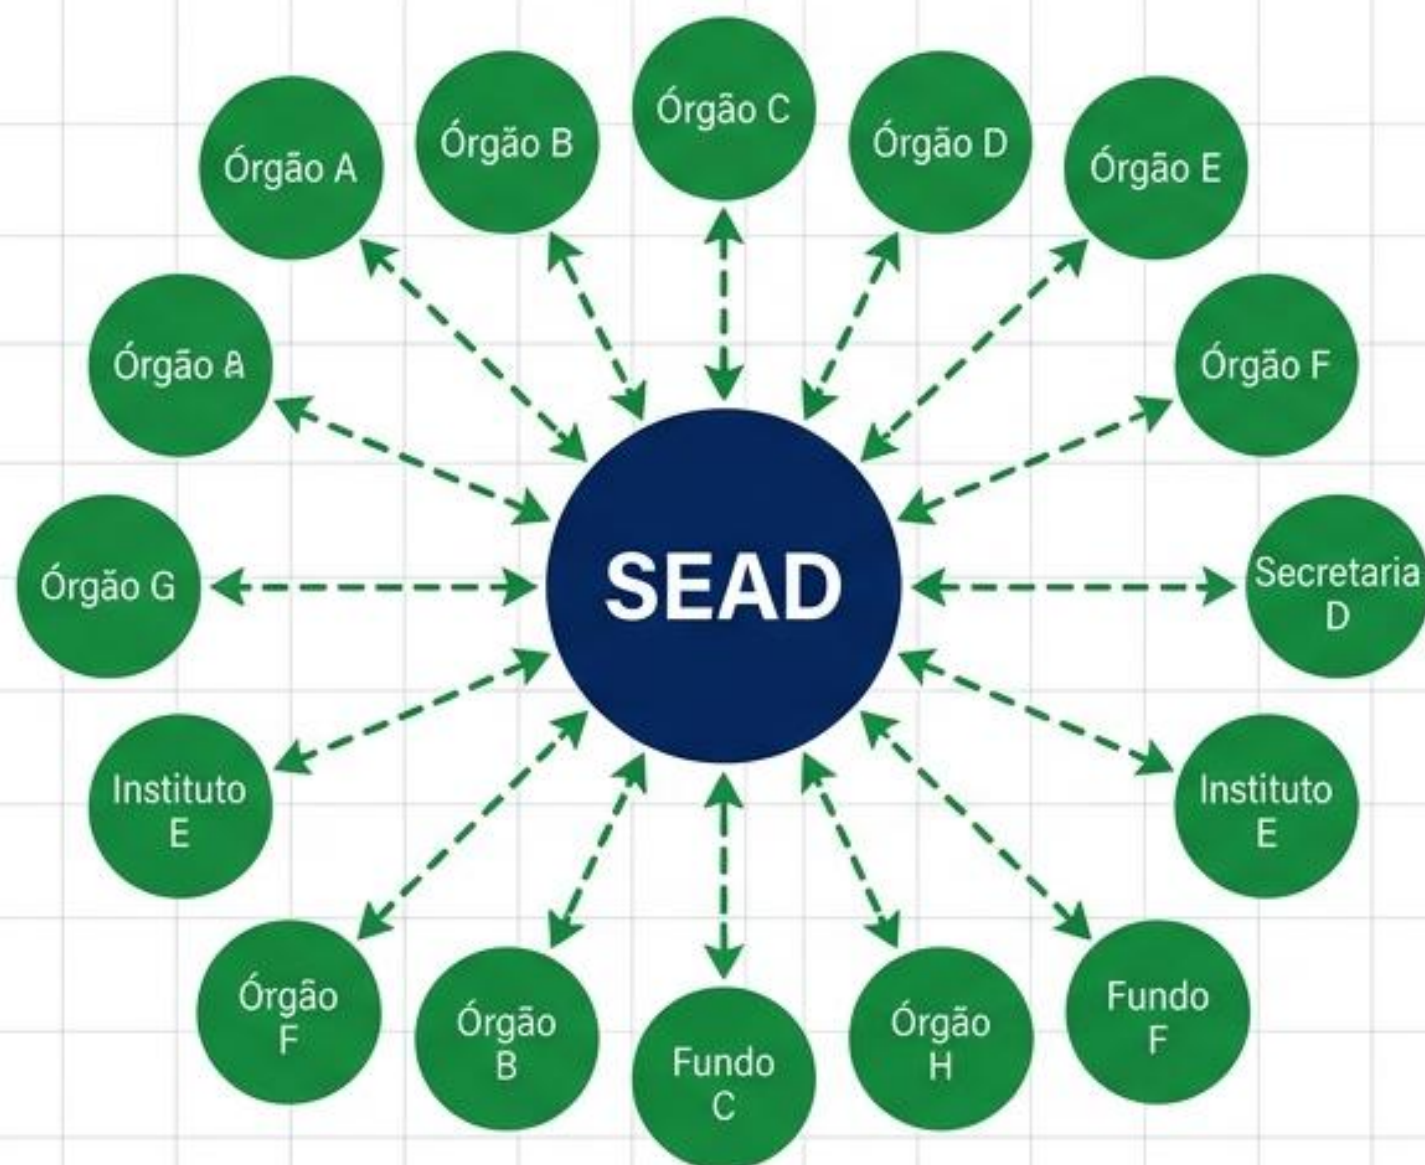 Órgão C
Órgão B
Órgão D
Órgão A
Órgão E
Órgão A
Órgão F
SEAD
Órgão G
Secretaria
D
Instituto
E
Instituto
E
Órgão
F
Fundo
F
Órgão
B
Órgão
H
Fundo
C